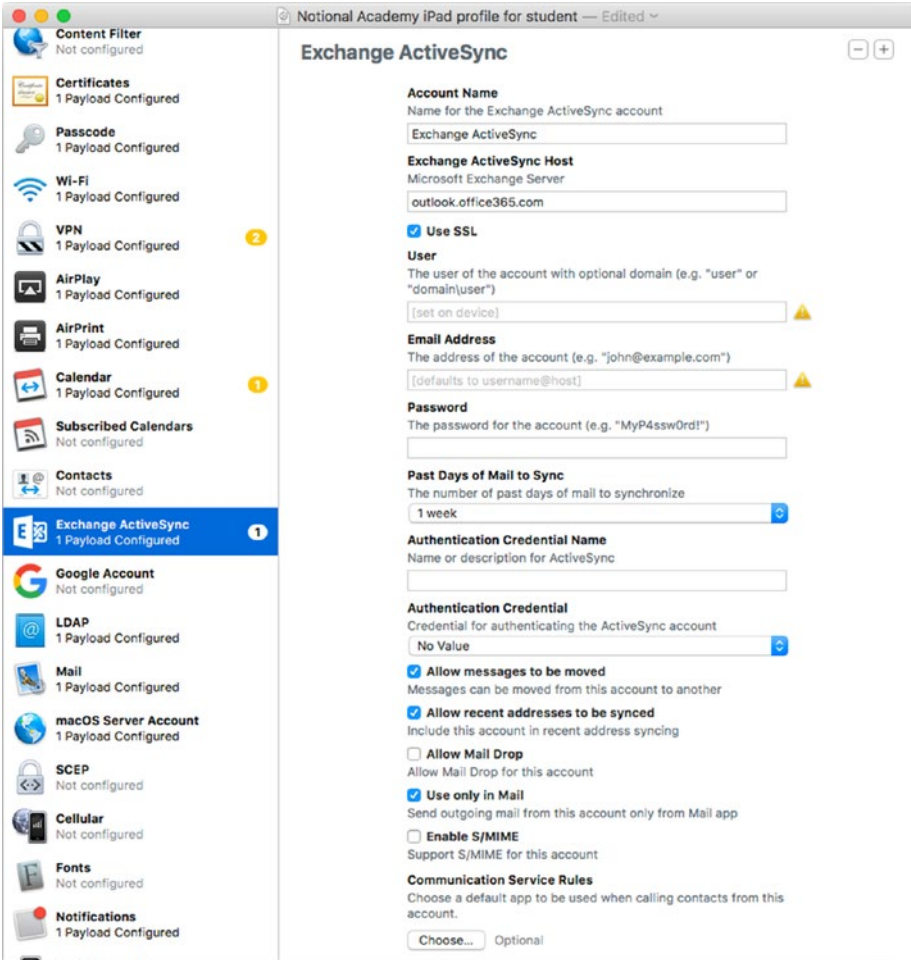 Notional Academy iPad profile for student — Edited
Content Filter
Not configured
Certificates
1 Payload Configured
Passcode
1 Payload Configured
Wi-Fi
1 Payload Configured
VPN
1 Payload Configured
2
AirPlay
1 Payload Configured
AirPrint
1 Payload Configured
Calendar
1 Payload Configured
1
Subscribed Calendars
Not configured
Contacts
Not configured
Exchange ActiveSync
1 Payload Configured
1
Google Account
Not configured
LDAP
1 Payload Configured
Mail
1 Payload Configured
macOS Server Account
1 Payload Configured
SCEP
Not configured
Cellular
Not configured
Fonts
Not configured
Notifications
1 Payload Configured
Exchange ActiveSync
Account Name
Name for the Exchange ActiveSync account
Exchange ActiveSync
Exchange ActiveSync Host
Microsoft Exchange Server
outlook.office365.com
Use SSL
User
The user of the account with optional domain (e.g. "user" or
"domain\user")
[set on device]
Email Address
The address of the account (e.g. "john@example.com")
[defaults to username@host]
Password
The password for the account (e.g. "MyP4ssw0rd!")
Past Days of Mail to Sync
The number of past days of mail to synchronize
1 week
Authentication Credential Name
Name or description for ActiveSync
Authentication Credential
Credential for authenticating the ActiveSync account
No Value
Allow messages to be moved
Messages can be moved from this account to another
Allow recent addresses to be synced
Include this account in recent address syncing
Allow Mail Drop
Allow Mail Drop for this account
Use only in Mail
Send outgoing mail from this account only from Mail app
Enable S/MIME
Support S/MIME for this account
Communication Service Rules
Choose a default app to be used when calling contacts from this
account.
Choose... Optional